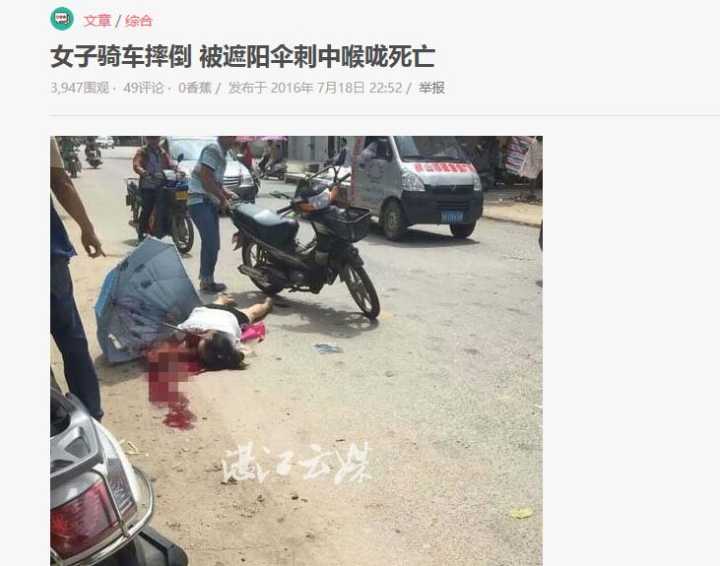 文章 / 综合
女子骑车摔倒 被遮阳伞刺中喉咙死亡
3,947围观 · 49评论 · 0香蕉 / 发布于 2016年 7月18日 22:52 / 举报
湛江云媒